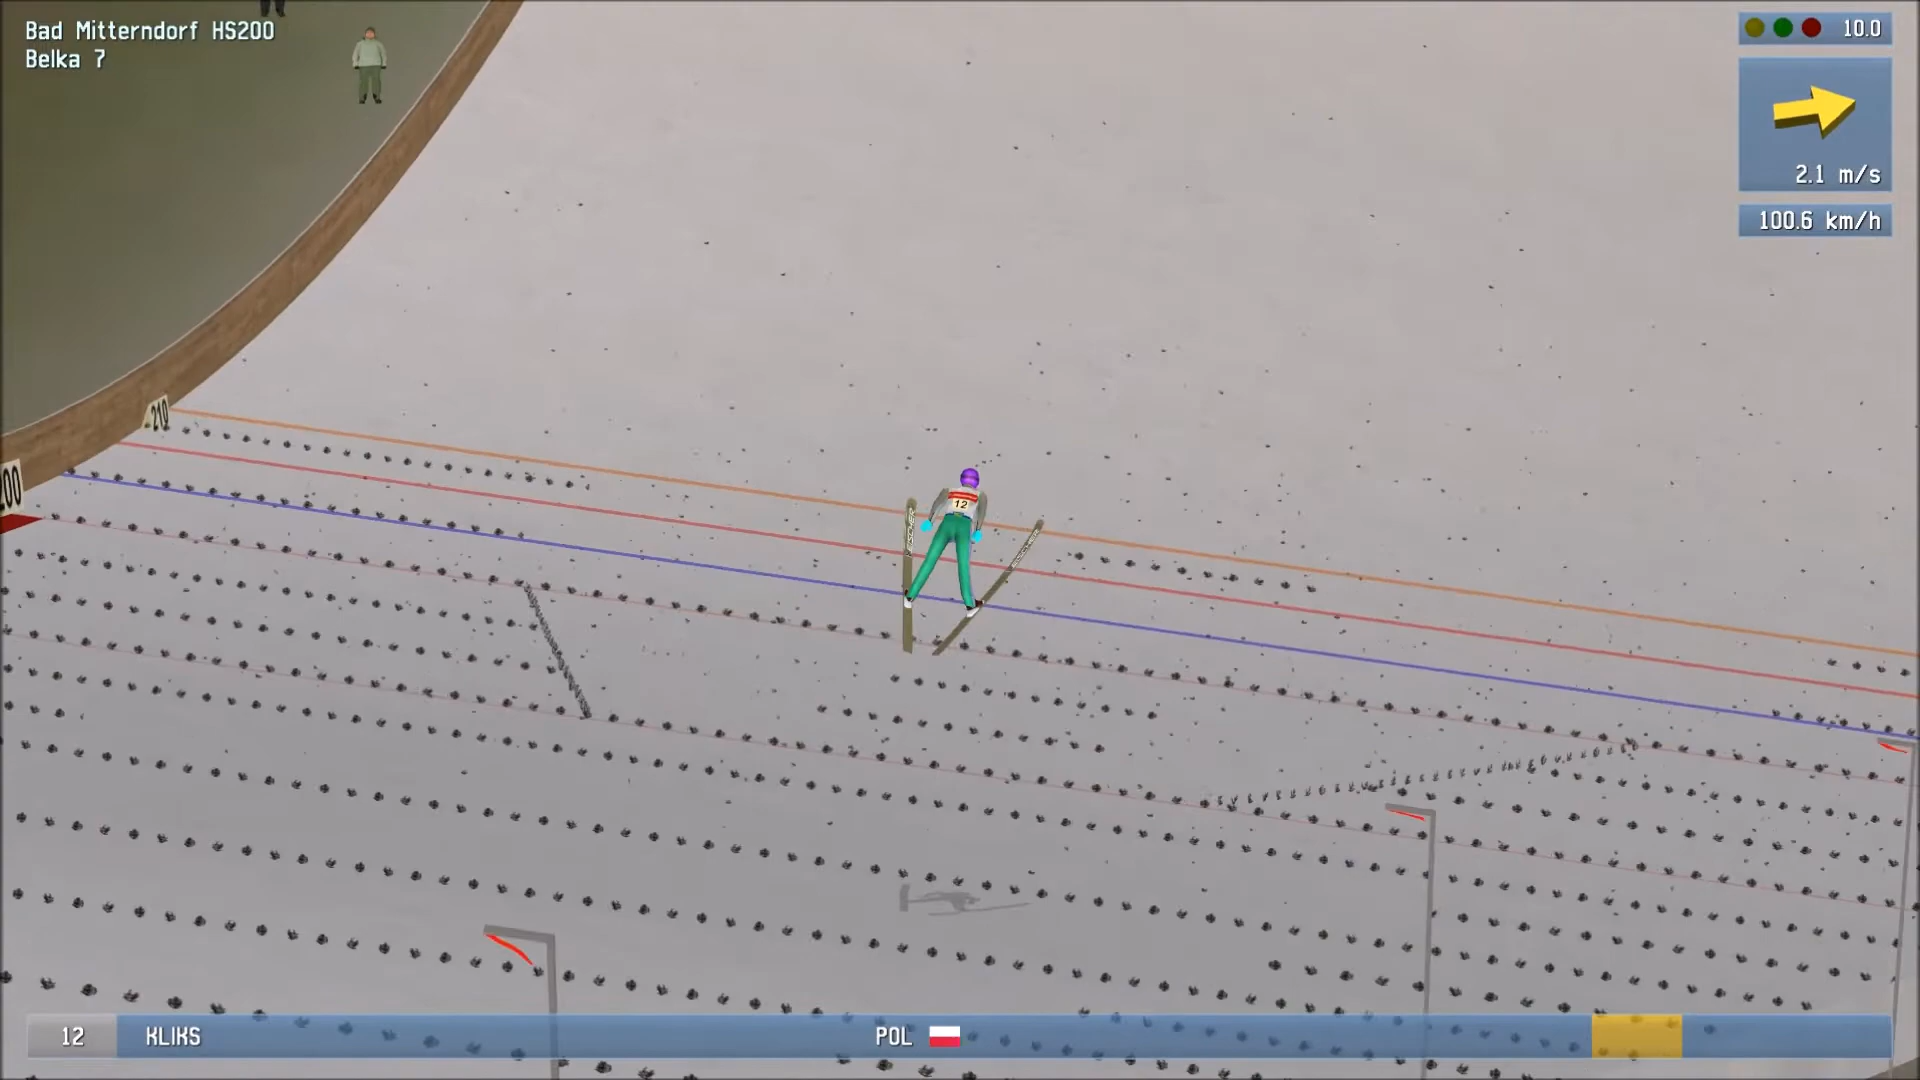 Bad Mitterndorf HS200
Belka 7
10.0
2.1 m/s
100.6 km/h
210
200
12
12 KLIKS POL